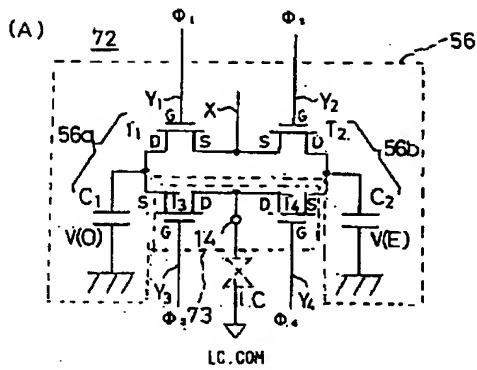 (A)
72
Φ₁
Φ₂
56
Y₁
X
Y₂
G
G
56a
T₁
T₂
56b
D
S
S
D
C₁
S
T₃
D
D
T₄
S
C₂
V(O)
G
14
G
V(E)
Y₃
LC
Y₄
Φ₃
73
Φ₄
LC.COM